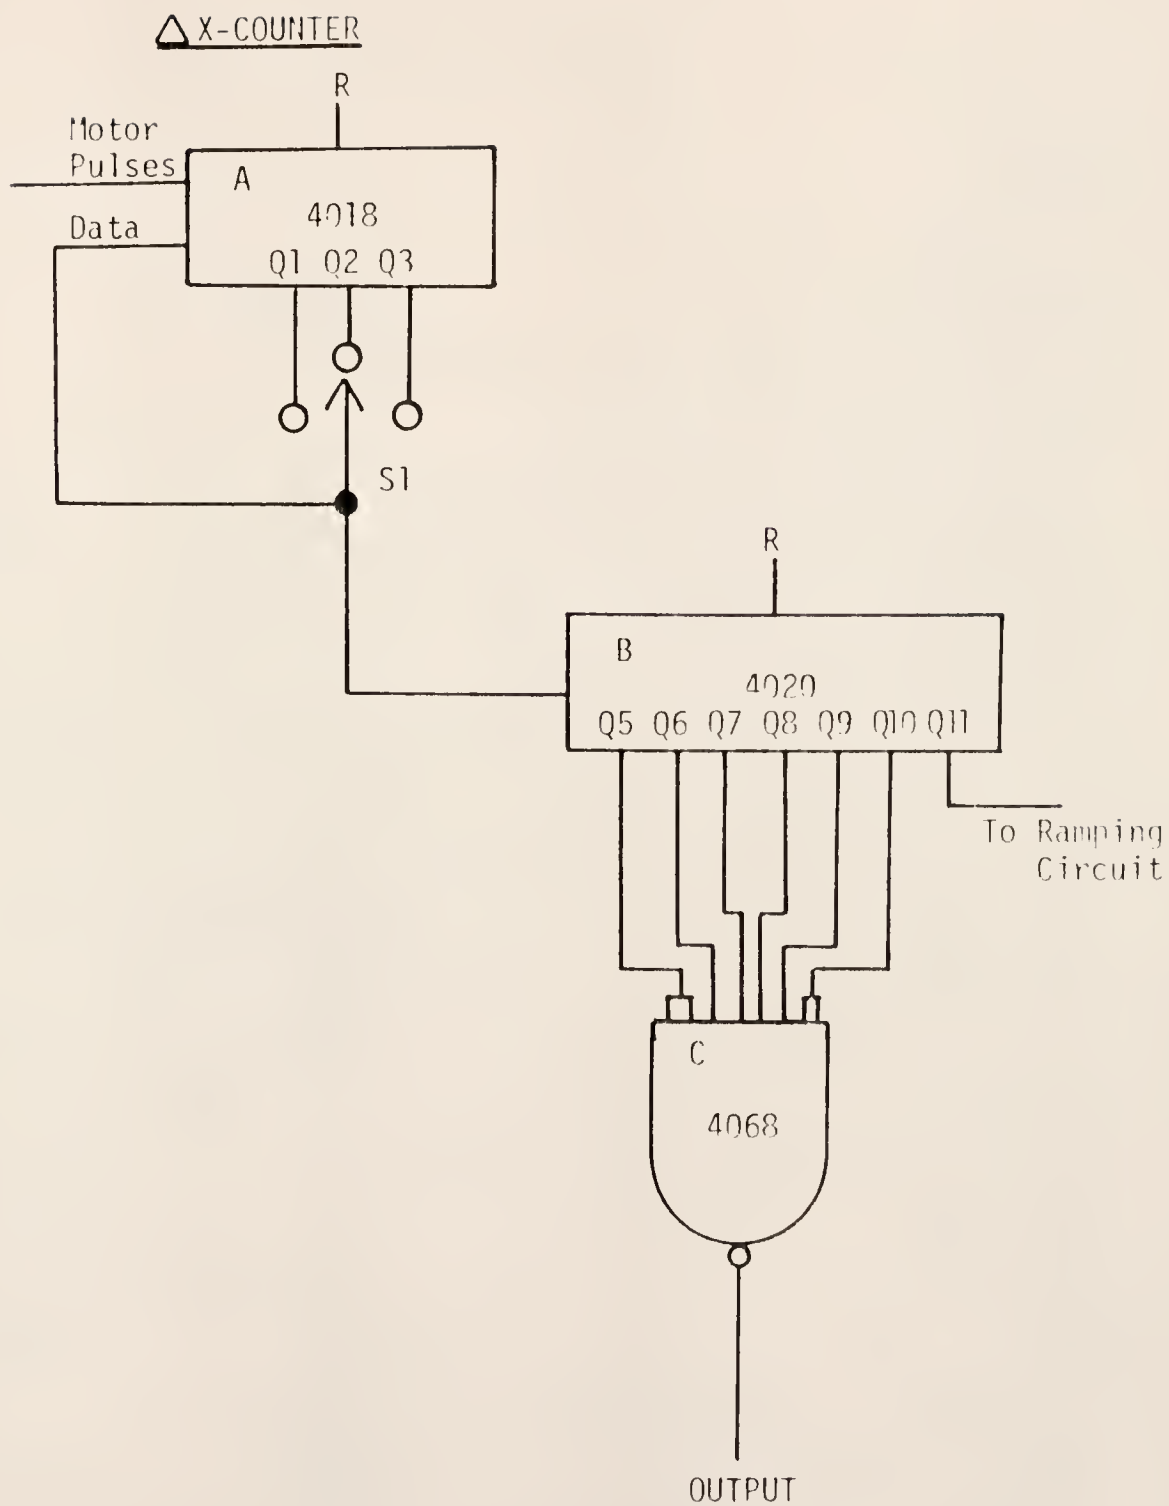 △ X-COUNTER
R
Motor
Pulses
A
4018
Data
Q1 Q2 Q3
S1
R
B
4020
Q5 Q6 Q7 Q8 Q9 Q10 Q11
To Ramping
Circuit
C
4068
OUTPUT